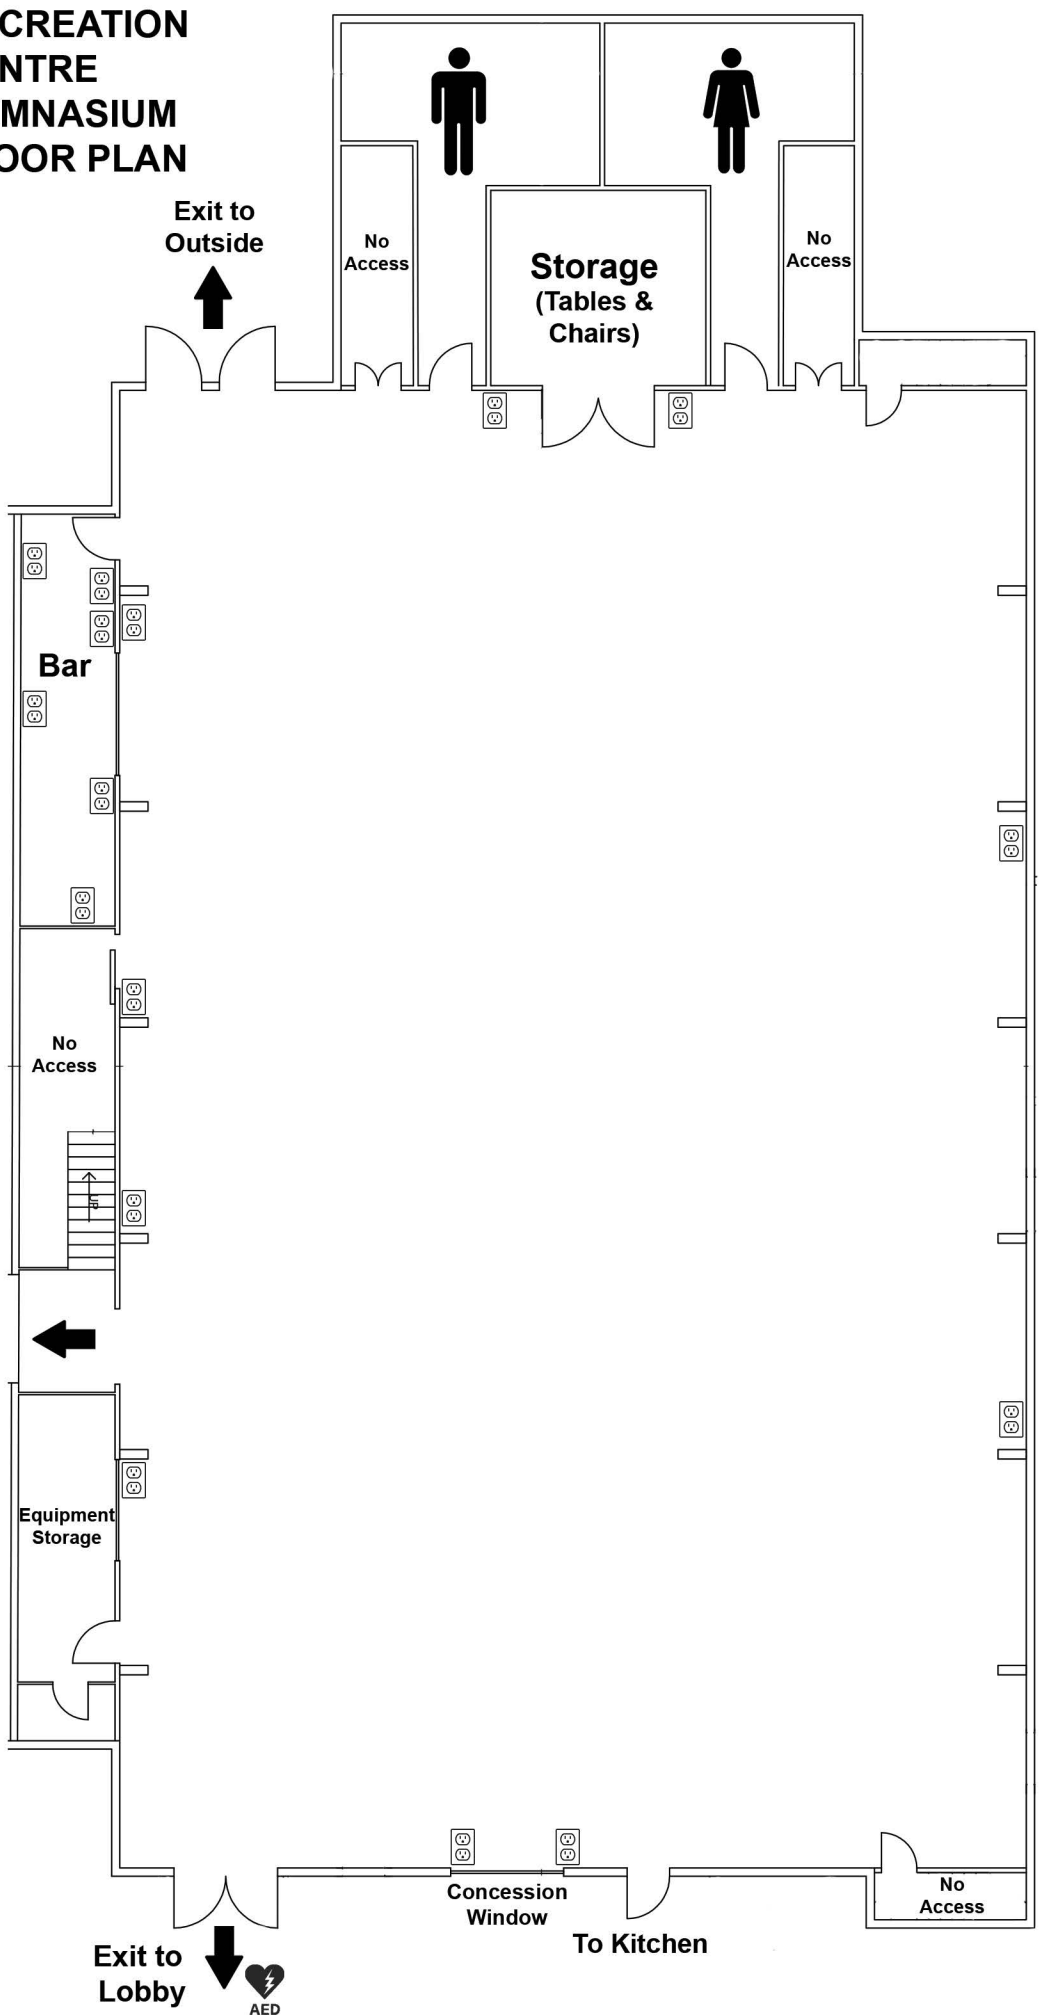 CREATION
NTRE
MNASIUM
OOR PLAN
Exit to
Outside
No
Access
Storage
(Tables &
Chairs)
No
Access
Bar
No
Access
UP
Equipment
Storage
Concession
Window
To Kitchen
No
Access
Exit to
Lobby
AED